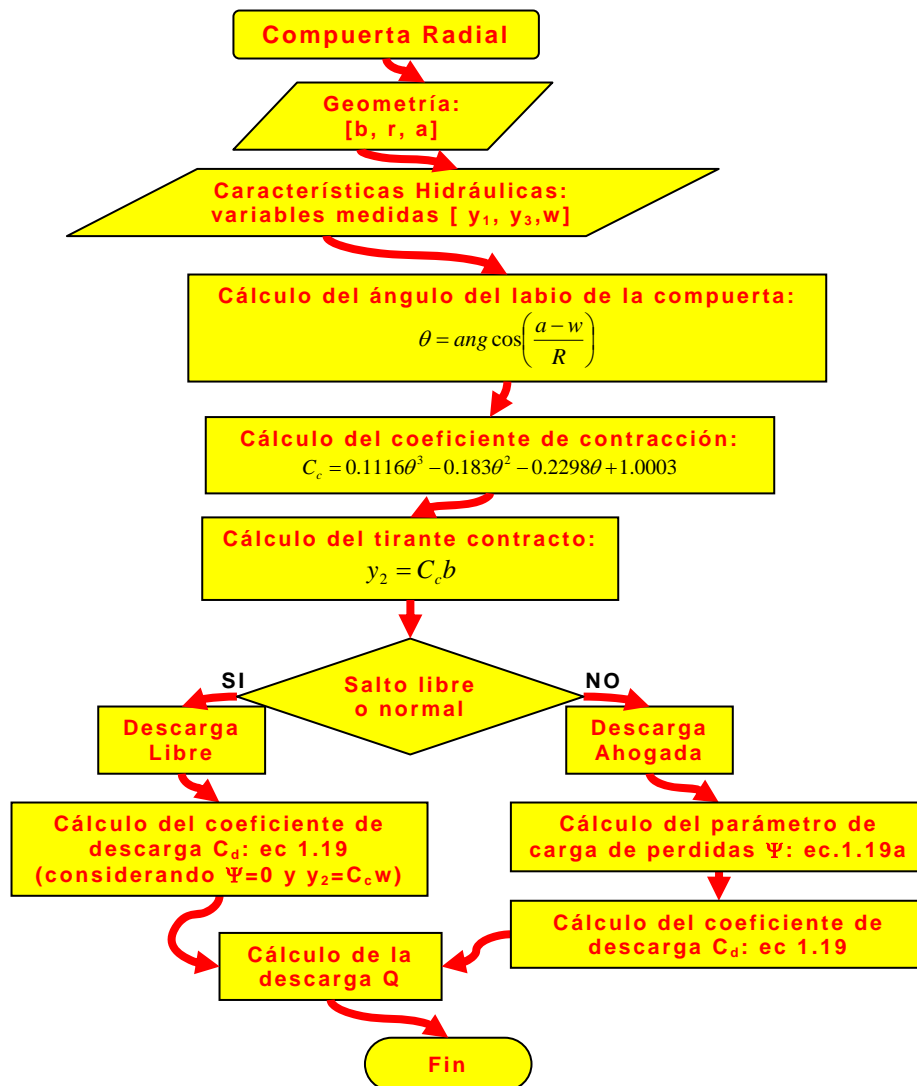 Compuerta Radial
Geometría:
[b, r, a]
Característícas Hidráulicas:
variables medidas [ y₁, y₃,w]
Cálculo del ángulo del labio de la compuerta:
θ = ang cos((a − w)/R)
Cálculo del coeficiente de contracción:
C_c = 0.1116θ³ − 0.183θ² − 0.2298θ + 1.0003
Cálculo del tirante contracto:
y₂ = C_c b
SI
Salto libre
o normal
NO
Descarga
Libre
Descarga
Ahogada
Cálculo del coeficiente de
descarga C_d: ec 1.19
(considerando Ψ=0 y y₂=C_cw)
Cálculo del parámetro de
carga de perdidas Ψ: ec.1.19a
Cálculo del coeficiente de
descarga C_d: ec 1.19
Cálculo de la
descarga Q
Fin